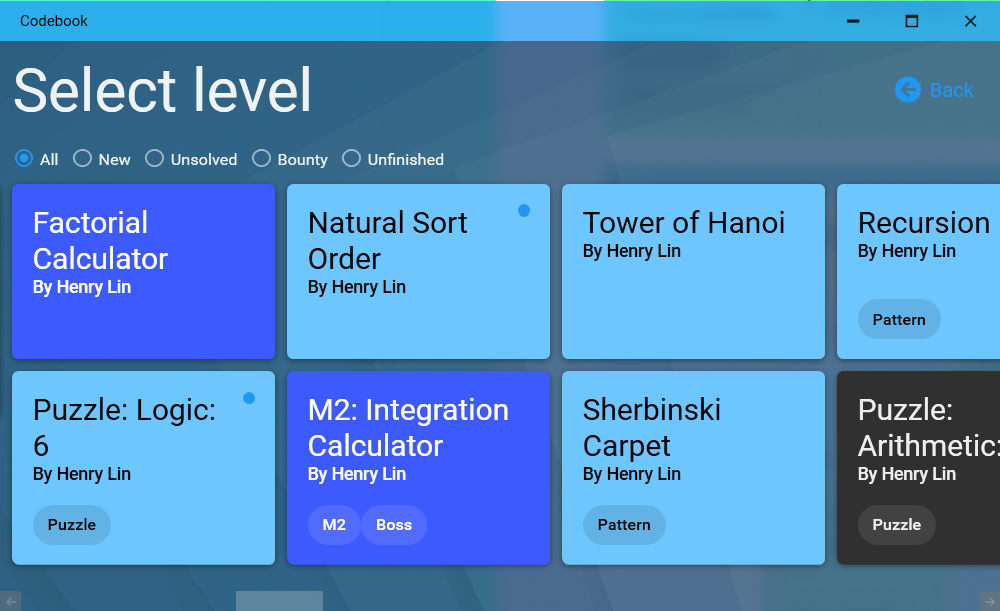 Codebook
Select level
Back
All
New
Unsolved
Bounty
Unfinished
Factorial
Calculator
By Henry Lin
Natural Sort
Order
By Henry Lin
Tower of Hanoi
By Henry Lin
Recursion
By Henry Lin
Pattern
Puzzle: Logic:
6
By Henry Lin
Puzzle
M2: Integration
Calculator
By Henry Lin
M2
Boss
Sherbinski
Carpet
By Henry Lin
Pattern
Puzzle:
Arithmetic:
By Henry Lin
Puzzle